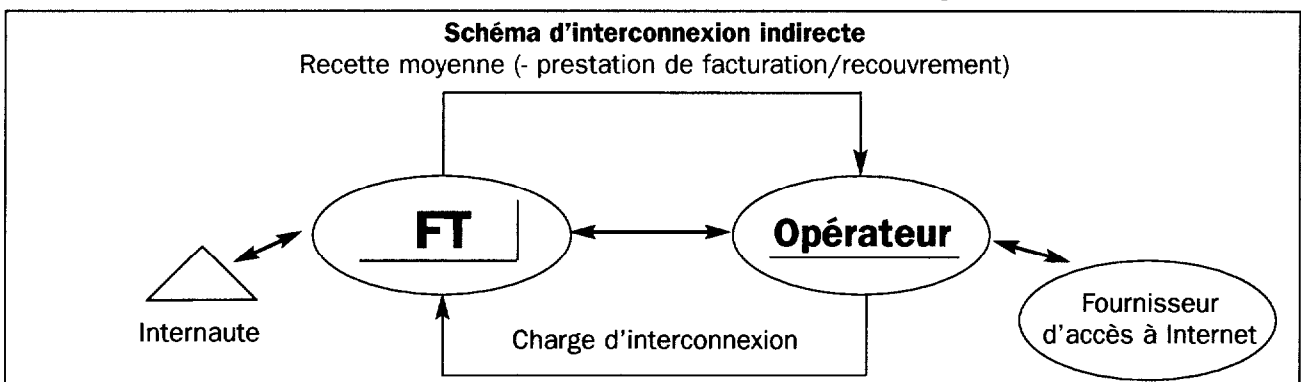 Schéma d'interconnexion indirecte
Recette moyenne (- prestation de facturation/recouvrement)
FT
Opérateur
Internaute
Charge d'interconnexion
Fournisseur
d'accès à Internet